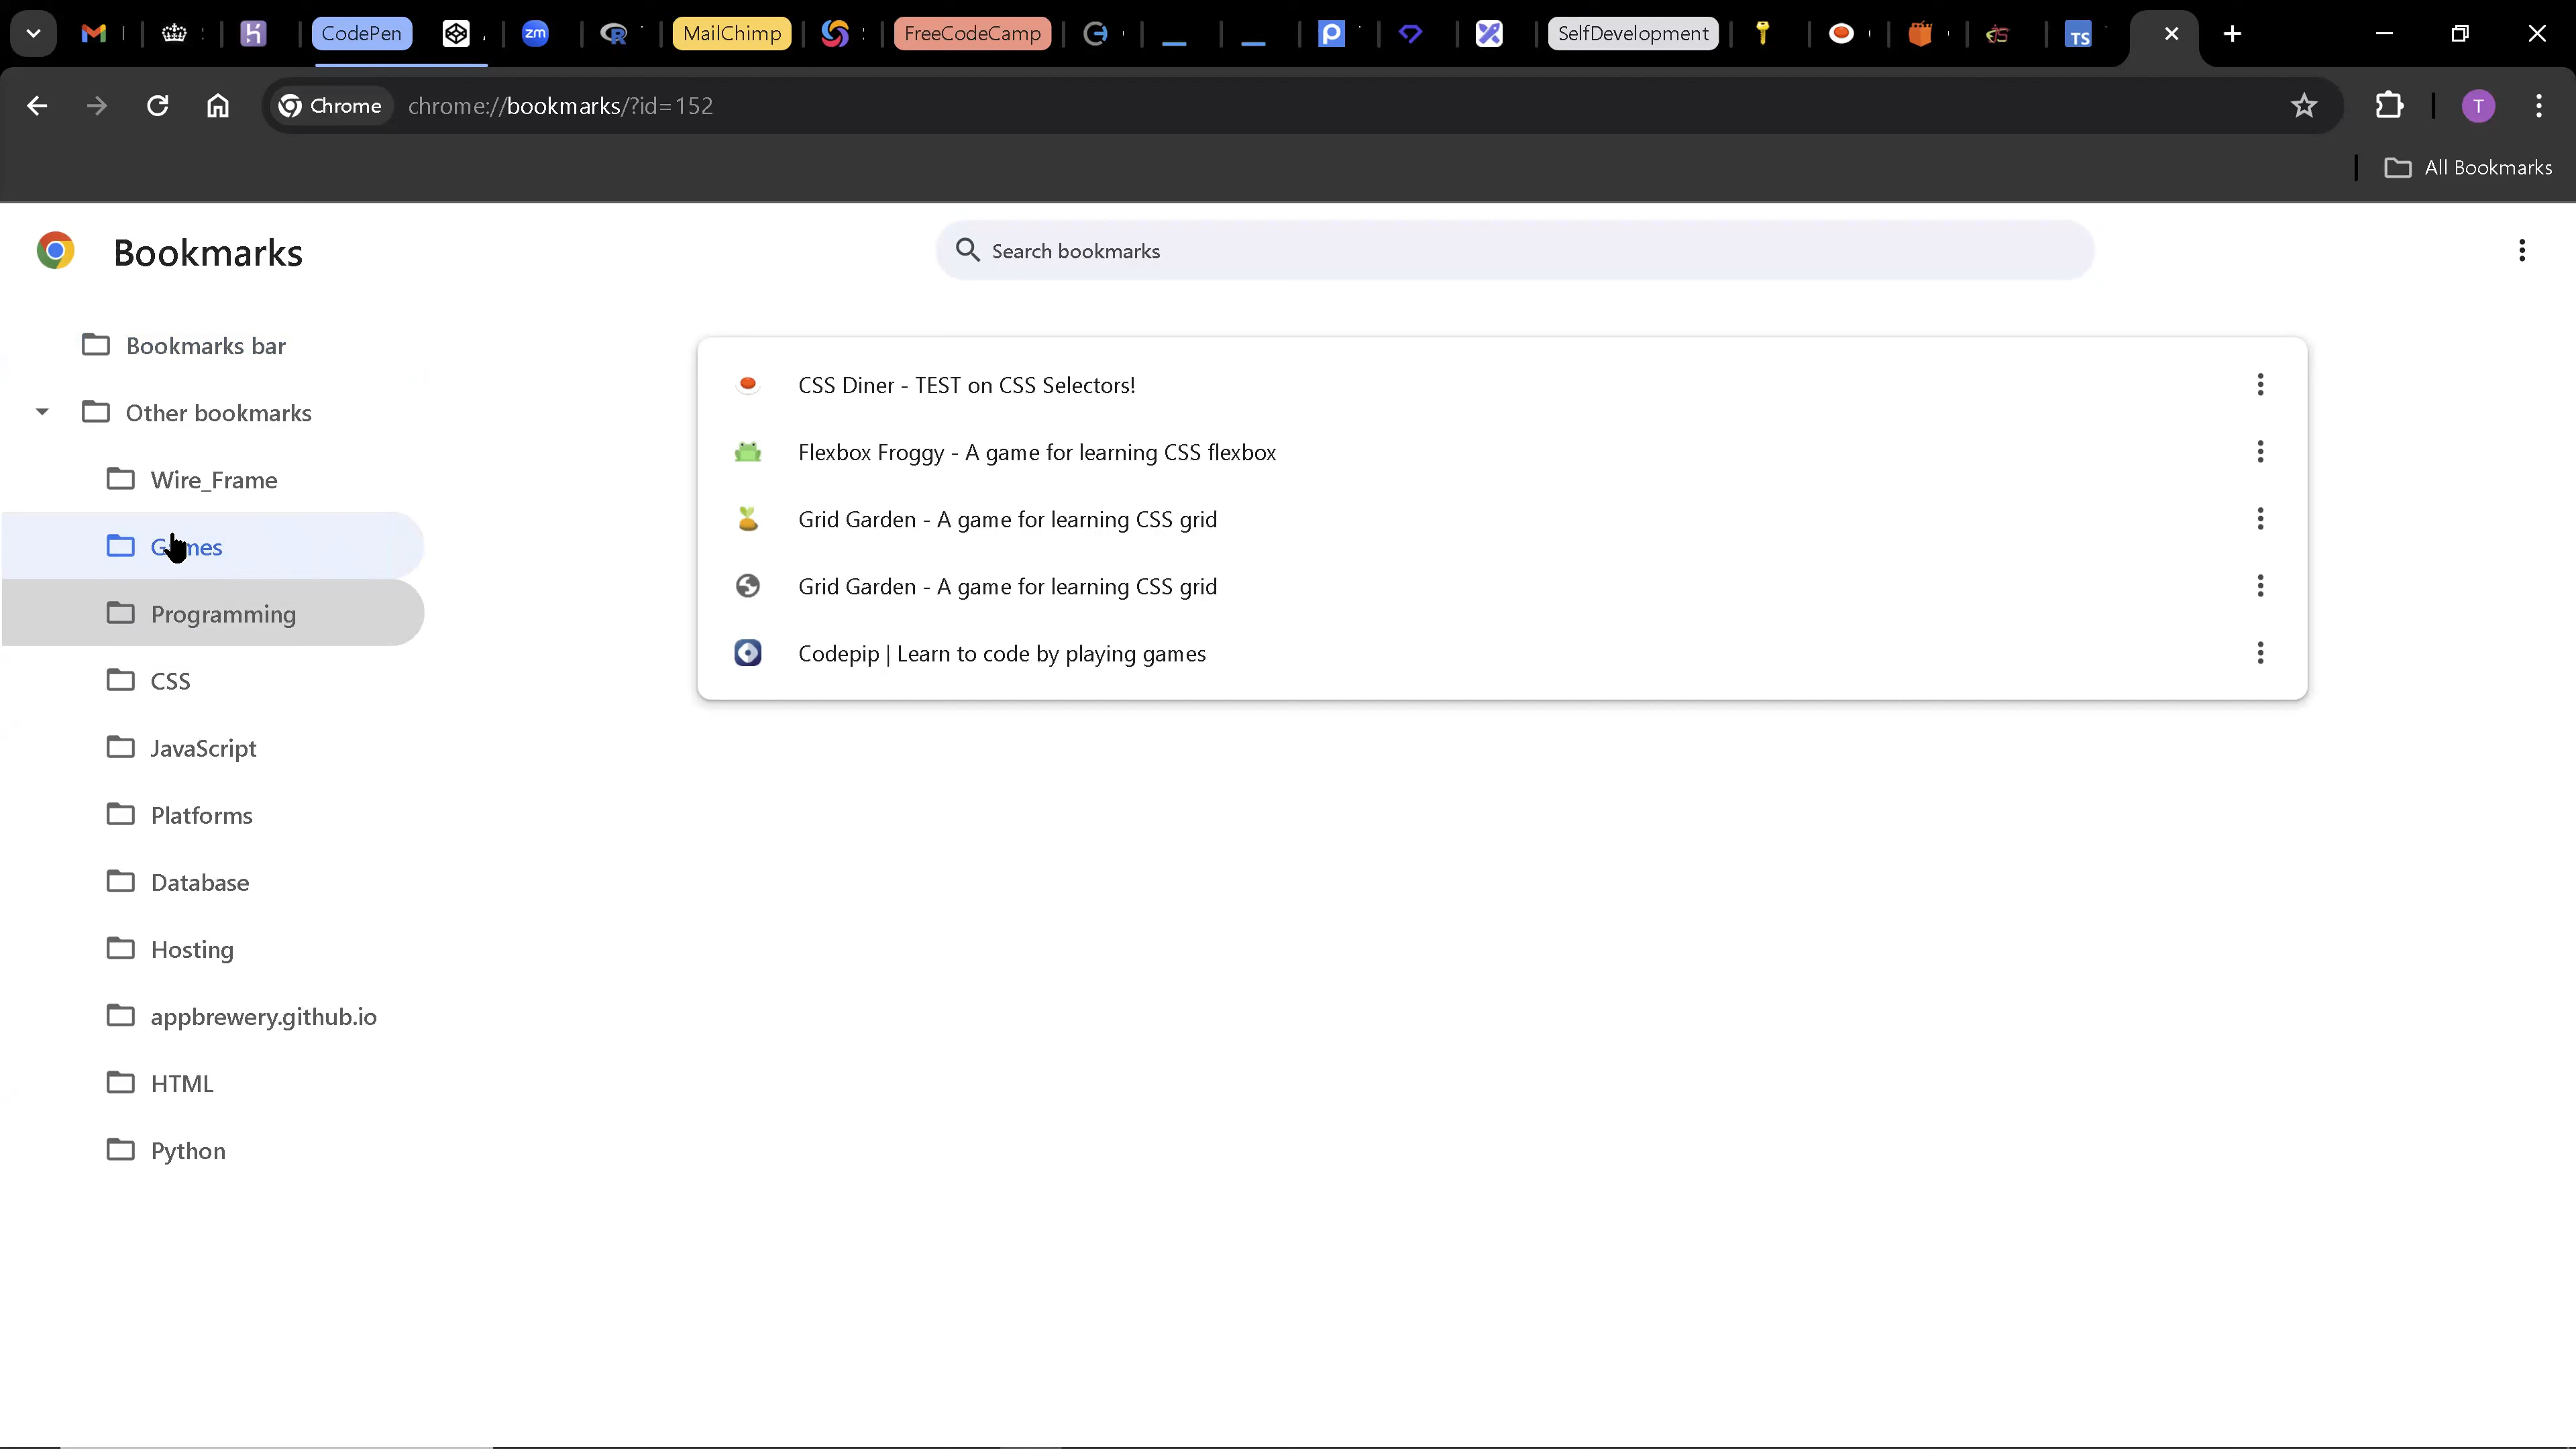 CodePen
zm
R
MailChimp
FreeCodeCamp
SelfDevelopment
TS
Chrome
chrome://bookmarks/?id=152
T
All Bookmarks
Bookmarks
Search bookmarks
Bookmarks bar
Other bookmarks
Wire_Frame
Games
Programming
CSS
JavaScript
Platforms
Database
Hosting
appbrewery.github.io
HTML
Python
CSS Diner - TEST on CSS Selectors!
Flexbox Froggy - A game for learning CSS flexbox
Grid Garden - A game for learning CSS grid
Grid Garden - A game for learning CSS grid
Codepip | Learn to code by playing games